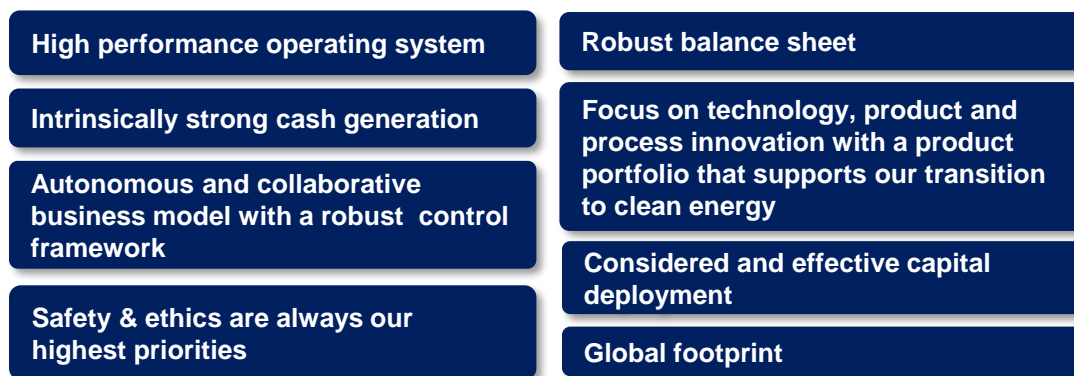 High performance operating system
Intrinsically strong cash generation
Autonomous and collaborative
business model with a robust  control
framework
Safety & ethics are always our
highest priorities
Robust balance sheet
Focus on technology, product and
process innovation with a product
portfolio that supports our transition
to clean energy
Considered and effective capital
deployment
Global footprint